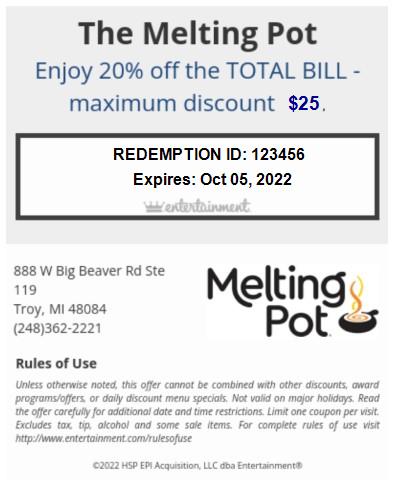 The Melting Pot
Enjoy 20% off the TOTAL BILL -
maximum discount $25.
REDEMPTION ID: 123456
Expires: Oct 05, 2022
entertainment.
888 W Big Beaver Rd Ste
119
Troy, MI 48084
(248)362-2221
Melting
Pot
Rules of Use
Unless otherwise noted, this offer cannot be combined with other discounts, award
programs/offers, or daily discount menu specials. Not valid on major holidays. Read
the offer carefully for additional date and time restrictions. Limit one coupon per visit.
Excludes tax, tip, alcohol and some sale items. For complete rules of use visit
http://www.entertainment.com/rulesofuse
©2022 HSP EPI Acquisition, LLC dba Entertainment®